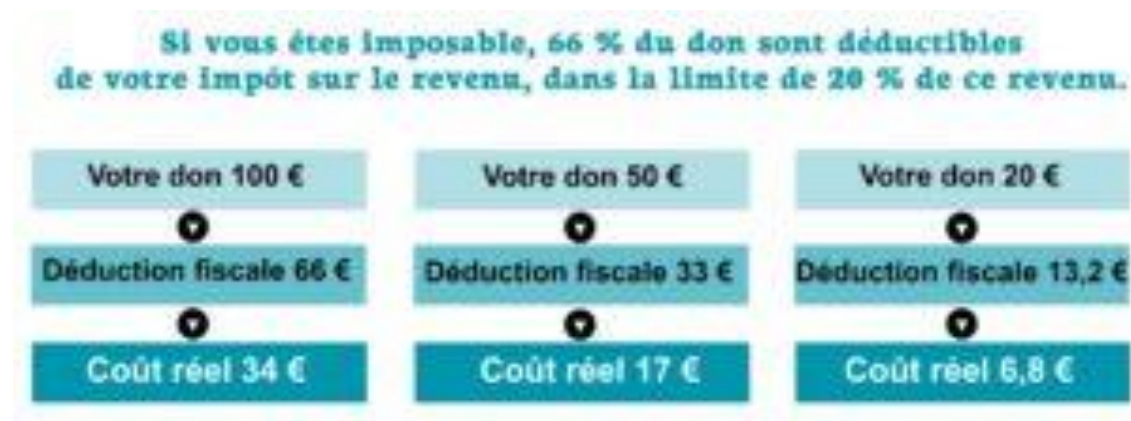 Si vous êtes imposable, 66 % du don sont déductibles
de votre impôt sur le revenu, dans la limite de 20 % de ce revenu.
Votre don 100 €
Déduction fiscale 66 €
Coût réel 34 €
Votre don 50 €
Déduction fiscale 33 €
Coût réel 17 €
Votre don 20 €
Déduction fiscale 13,2 €
Coût réel 6,8 €